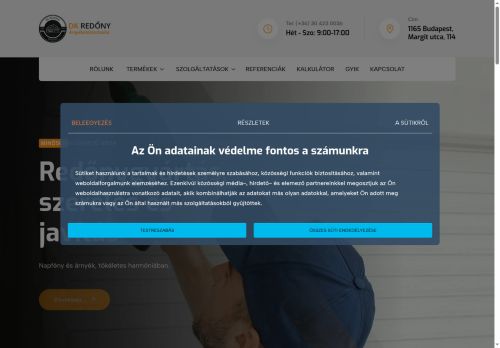 DK REDŐNY
Tel: (+36) 30 423 0036
Hét - Szo: 9:00-17:00
Cím
1165 Budapest,
Margit utca, 114
RÓLUNK TERMÉKEK SZOLGÁLTATÁSOK REFERENCIÁK KALKULÁTOR GYIK KAPCSOLAT
BELEEGYEZÉS RÉSZLETEK A SÜTIKRŐL
Az Ön adatainak védelme fontos a számunkra
Sütiket használunk a tartalmak és hirdetések személyre szabásához, közösségi funkciók biztosításához, valamint
weboldalforgalmunk elemzéséhez. Ezenkívül közösségi média-, hirdető- és elemező partnereinkkel megosztjuk az Ön
weboldalhasználatra vonatkozó adatait, akik kombinálhatják az adatokat más olyan adatokkal, amelyeket Ön adott meg
számukra vagy az Ön által használt más szolgáltatásokból gyűjtöttek.
TESTRESZABÁS
ÖSSZES SÜTI ENGEDÉLYEZÉSE
Napfény és árnyék, tökéletes harmóniában.